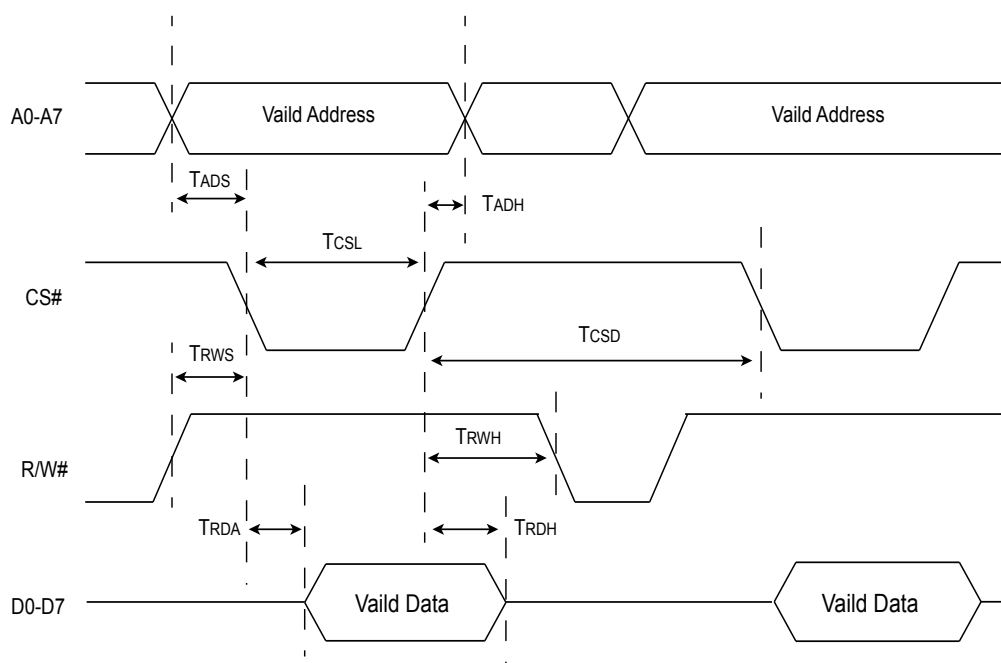 A0-A7
Vaild Address
Vaild Address
TADS
TADH
TCSL
CS#
TCSD
TRWS
TRWH
R/W#
TRDA
TRDH
D0-D7
Vaild Data
Vaild Data